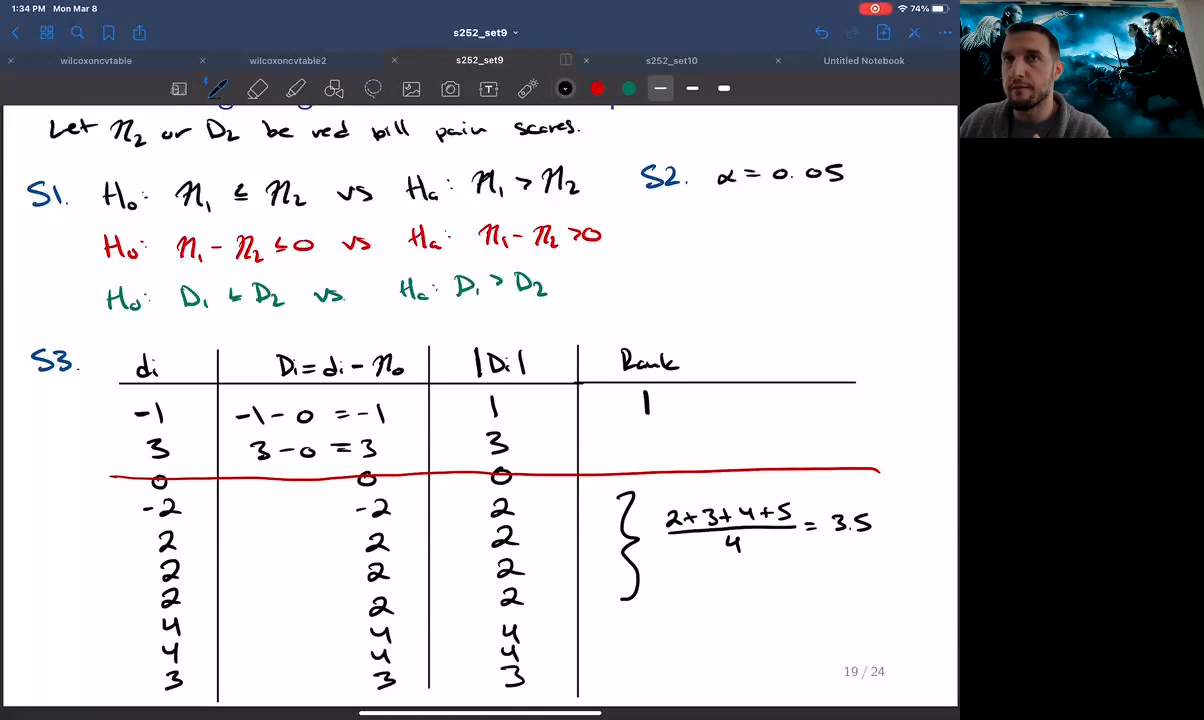 1:34 PM Mon Mar 8
74%
s252_set9
wilcoxoncvtable
wilcoxoncvtable2
s252_set9
s252_set10
Untitled Notebook
Let η₂ or D₂ be red pill pain scores.
S1. H₀: η₁ ≤ η₂ vs Hₐ: η₁ > η₂
S2. α = 0.05
H₀: η₁ - η₂ ≤ 0 vs Hₐ: η₁ - η₂ > 0
H₀: D₁ ≤ D₂ vs. Hₐ: D₁ > D₂
S3. di | Di = di - η₀ | |Di| | Rank
-1 | -1 - 0 = -1 | 1 | 1
3 | 3 - 0 = 3 | 3
0 | 0 | 0
-2 | -2 | 2
2+3+4+5 / 4 = 3.5
2 | 2 | 2
2 | 2 | 2
2 | 2 | 2
4 | 4 | 4
4 | 4 | 4
3 | 3 | 3
19 / 24